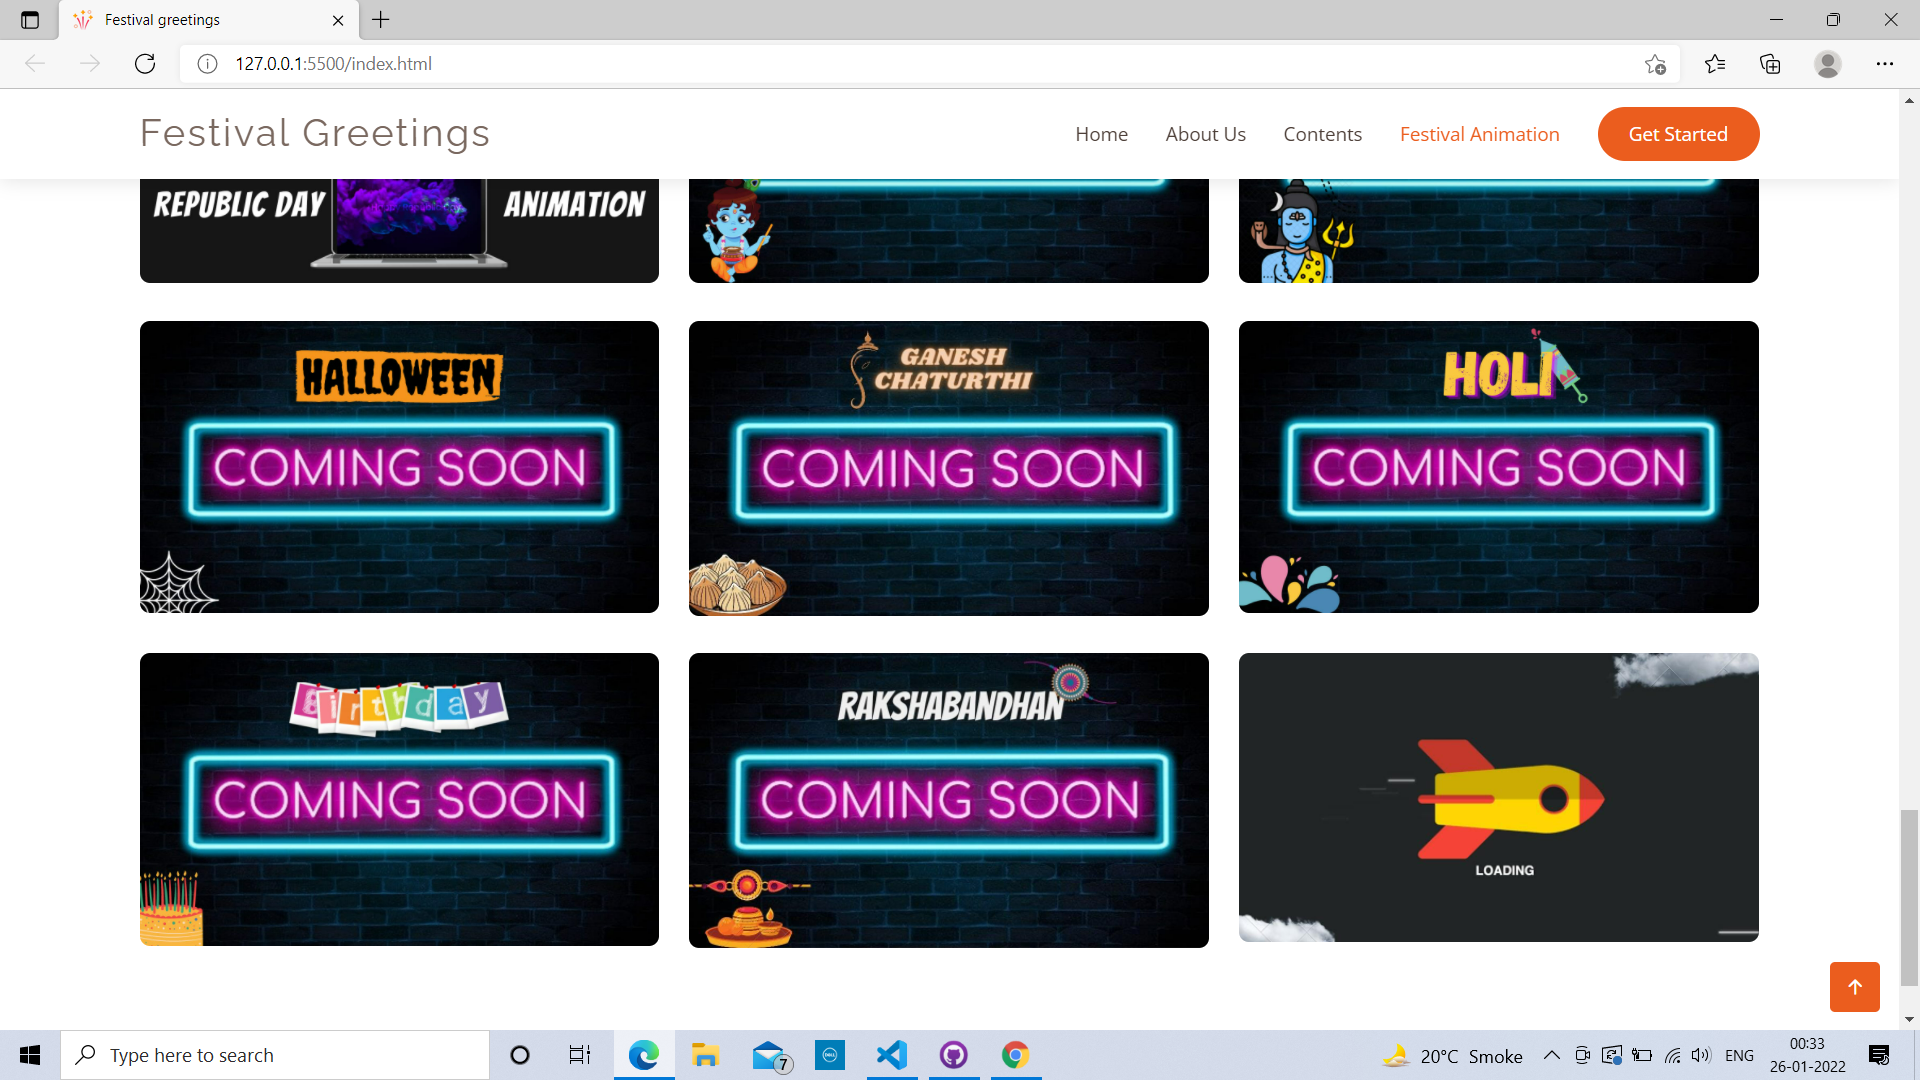 Festival greetings
127.0.0.1:5500/index.html
Festival Greetings
Home
About Us
Contents
Festival Animation
Get Started
REPUBLIC DAY
ANIMATION
HALLOWEEN
COMING SOON
GANESH
CHATURTHI
COMING SOON
HOLI
COMING SOON
Birthday
COMING SOON
RAKSHABANDHAN
COMING SOON
LOADING
Type here to search
7
DELL
20°C Smoke
ENG
00:33
26-01-2022